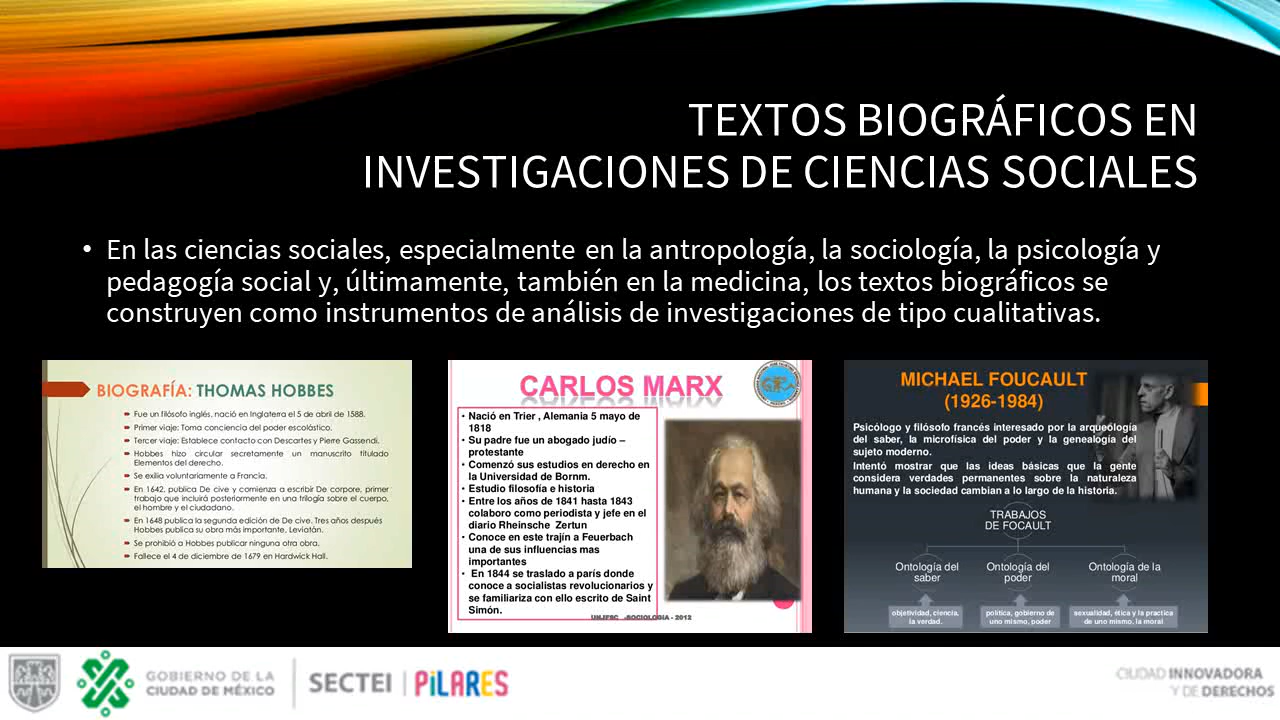 TEXTOS BIOGRÁFICOS EN
INVESTIGACIONES DE CIENCIAS SOCIALES
• En las ciencias sociales, especialmente en la antropología, la sociología, la psicología y
pedagogía social y, últimamente, también en la medicina, los textos biográficos se
construyen como instrumentos de análisis de investigaciones de tipo cualitativas.
BIOGRAFÍA: THOMAS HOBBES
Fue un filósofo inglés, nació en Inglaterra el 5 de abril de 1588.
Primer viaje: Toma conciencia del poder escolástico.
Tercer viaje: Establece contacto con Descartes y Pierre Gassendi.
Hobbes hizo circular secretamente un manuscrito titulado
Elementos del derecho.
Se exilia voluntariamente a Francia.
En 1642, publica De cive y comienza a escribir De corpore, primer
trabajo que incluirá posteriormente en una trilogía sobre el cuerpo,
el hombre y el ciudadano.
En 1648 publica la segunda edición de De cive. Tres años después
Hobbes publica su obra más importante, Leviatán.
Se prohibió a Hobbes publicar ninguna otra obra.
Fallece el 4 de diciembre de 1679 en Hardwick Hall.
CARLOS MARX
• Nació en Trier , Alemania 5 mayo de
1818
• Su padre fue un abogado judío –
protestante
• Comenzó sus estudios en derecho en
la Universidad de Bornm.
• Estudio filosofía e historia
• Entre los años de 1841 hasta 1843
colaboro como periodista y jefe en el
diario Rheinsche Zertun
• Conoce en este trajín a Feuerbach
una de sus influencias mas
importantes
• En 1844 se traslado a parís donde
conoce a socialistas revolucionarios y
se familiariza con ello escrito de Saint
Simón.
UNJFSC -SOCIOLOGIA - 2012
MICHAEL FOUCAULT
(1926-1984)
Psicólogo y filósofo francés interesado por la arqueología
del saber, la microfísica del poder y la genealogía del
sujeto moderno.
Intentó mostrar que las ideas básicas que la gente
considera verdades permanentes sobre la naturaleza
humana y la sociedad cambian a lo largo de la historia.
TRABAJOS
DE FOCAULT
Ontología del
saber
Ontología del
poder
Ontología de la
moral
objetividad, ciencia,
la verdad.
política, gobierno de
uno mismo, poder
sexualidad, ética y la practica
de uno mismo, la moral
GOBIERNO DE LA
CIUDAD DE MÉXICO
SECTEI
PILARES
CIUDAD INNOVADORA
Y DE DERECHOS